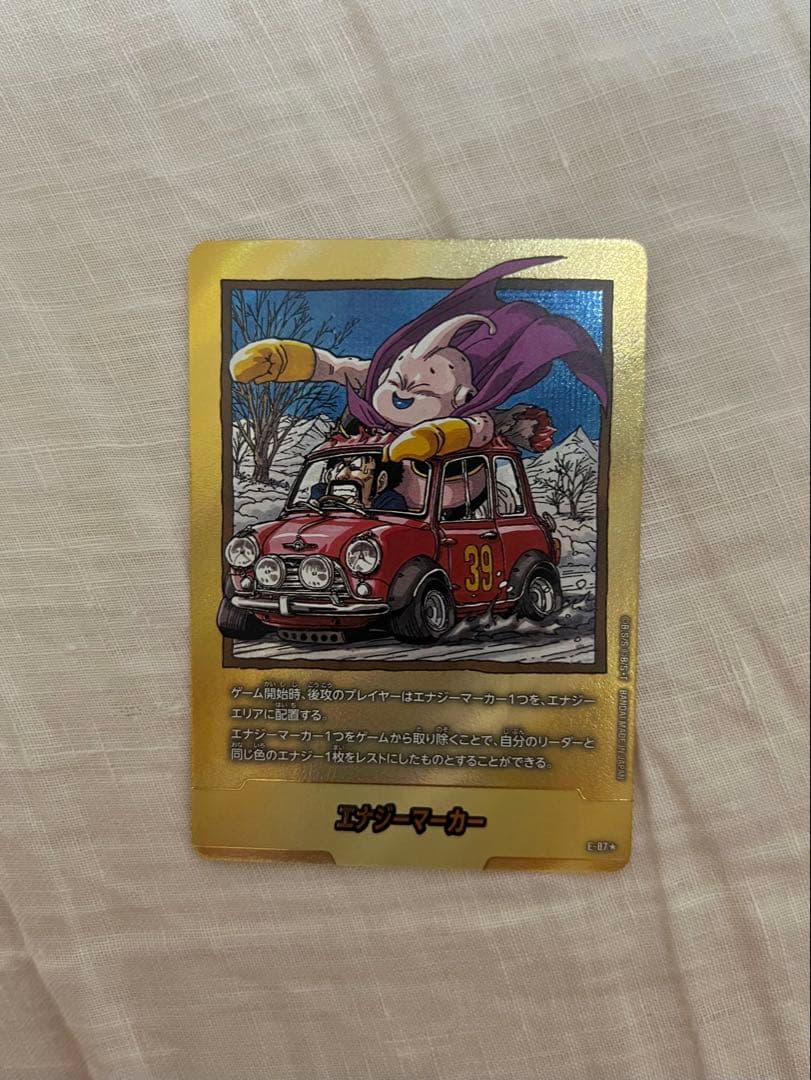 39
ゲーム開始時、後攻のプレイヤーはエナジーマーカー1つを、エナジー
エリアに配置する。
エナジーマーカー1つをゲームから取り除くことで、自分のリーダーと
同じ色のエナジー1枚をレストにしたものとすることができる。
BANDAI MADE IN JAPAN
エナジーマーカー
E-87★